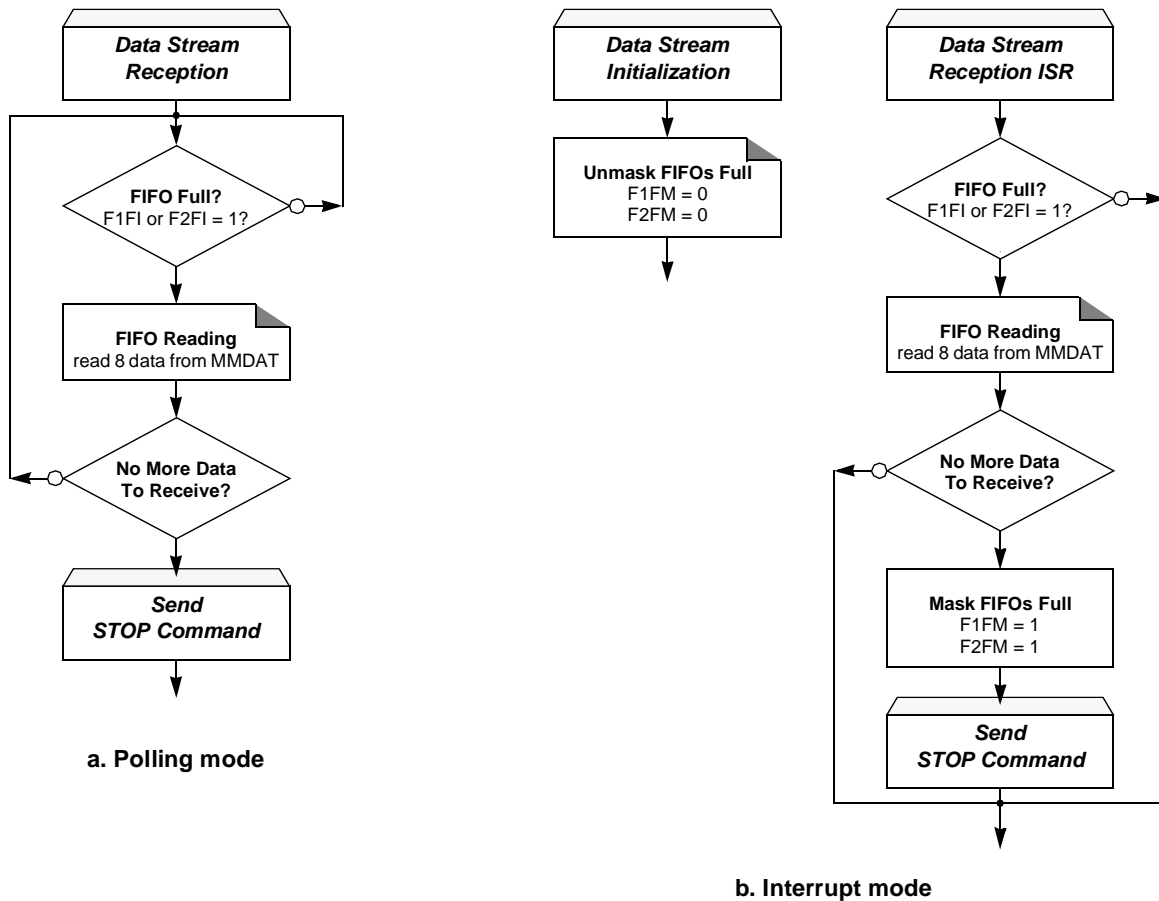 Data Stream
Reception
FIFO Full?
F1FI or F2FI = 1?
FIFO Reading
read 8 data from MMDAT
No More Data
To Receive?
Send
STOP Command
a. Polling mode
Data Stream
Initialization
Unmask FIFOs Full
F1FM = 0
F2FM = 0
Data Stream
Reception ISR
FIFO Full?
F1FI or F2FI = 1?
FIFO Reading
read 8 data from MMDAT
No More Data
To Receive?
Mask FIFOs Full
F1FM = 1
F2FM = 1
Send
STOP Command
b. Interrupt mode